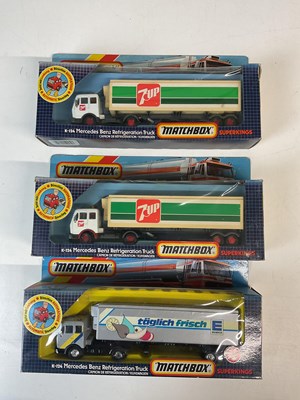 7UP
K-134 Mercedes Benz Refrigeration Truck
MATCHBOX
SUPERKINGS
MATCHBOX
7UP
K-134 Mercedes Benz Refrigeration Truck
MATCHBOX
SUPERKINGS
MATCHBOX
täglich frisch E
K-134 Mercedes Benz Refrigeration Truck
MATCHBOX
SUPERKINGS